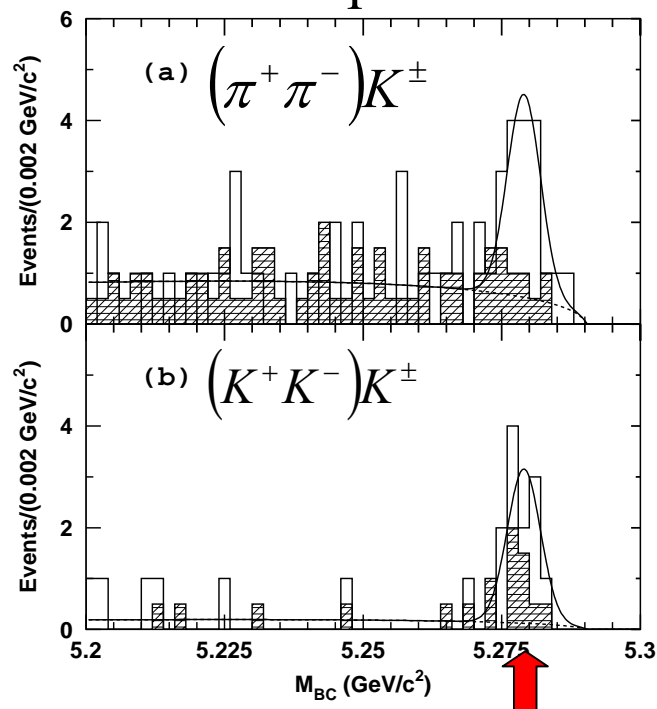 (a) (π⁺π⁻)K^±
Events/(0.002 GeV/c²)
6
4
2
0
(b) (K⁺K⁻)K^±
Events/(0.002 GeV/c²)
4
2
0
5.2 5.225 5.25 5.275 5.3
M_BC (GeV/c²)